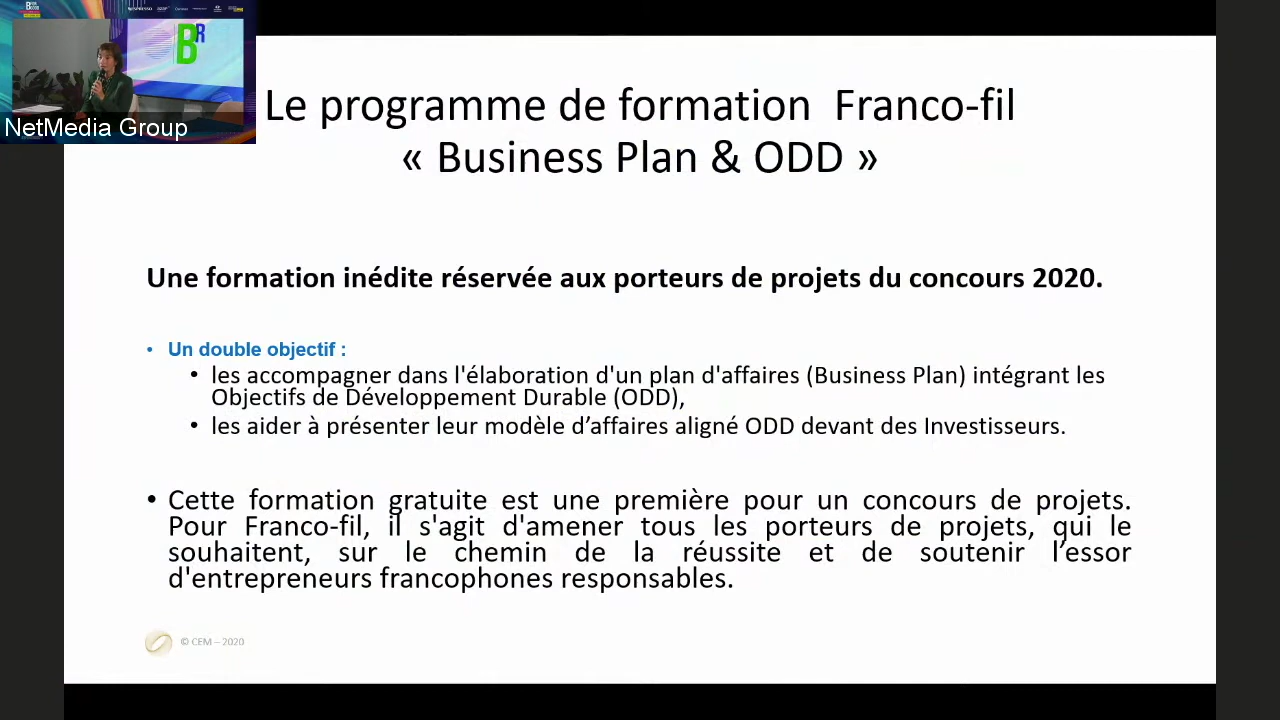 NESPRESSO
BR
NetMedia Group
Le programme de formation Franco-fil
« Business Plan & ODD »
Une formation inédite réservée aux porteurs de projets du concours 2020.
• Un double objectif :
• les accompagner dans l'élaboration d'un plan d'affaires (Business Plan) intégrant les
Objectifs de Développement Durable (ODD),
• les aider à présenter leur modèle d’affaires aligné ODD devant des Investisseurs.
• Cette formation gratuite est une première pour un concours de projets.
Pour Franco-fil, il s'agit d'amener tous les porteurs de projets, qui le
souhaitent, sur le chemin de la réussite et de soutenir l’essor
d'entrepreneurs francophones responsables.
© CEM – 2020